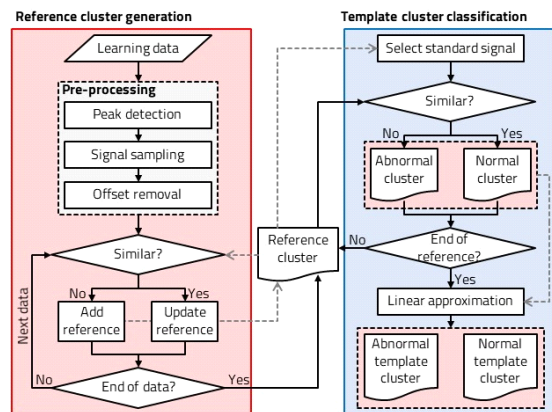 Reference cluster generation
Learning data
Pre-processing
Peak detection
Signal sampling
Offset removal
Similar?
No
Yes
Add
reference
Update
reference
Next data
No
End of data?
Yes
Reference
cluster
Template cluster classification
Select standard signal
Similar?
No
Yes
Abnormal
cluster
Normal
cluster
No
End of
reference?
Yes
Linear approximation
Abnormal
template
cluster
Normal
template
cluster